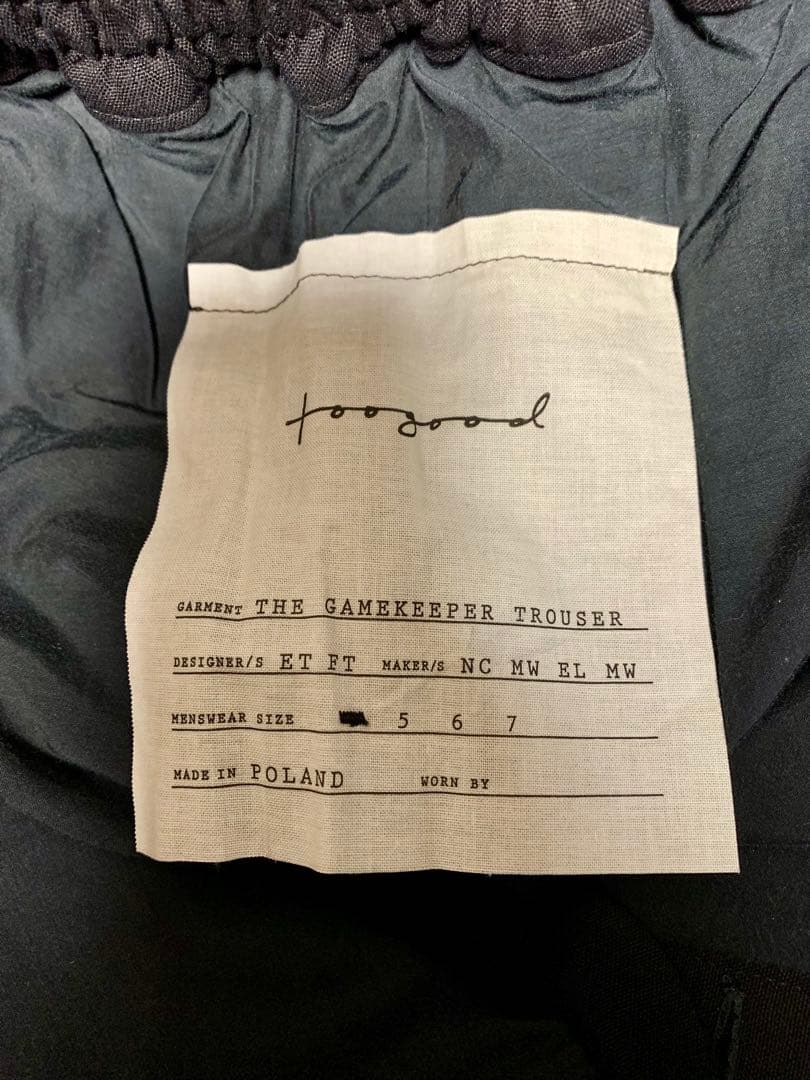 toogood
GARMENT THE GAMEKEEPER TROUSER
DESIGNER/S ET FT MAKER/S NC MW EL MW
MENSWEAR SIZE 5 6 7
MADE IN POLAND WORN BY